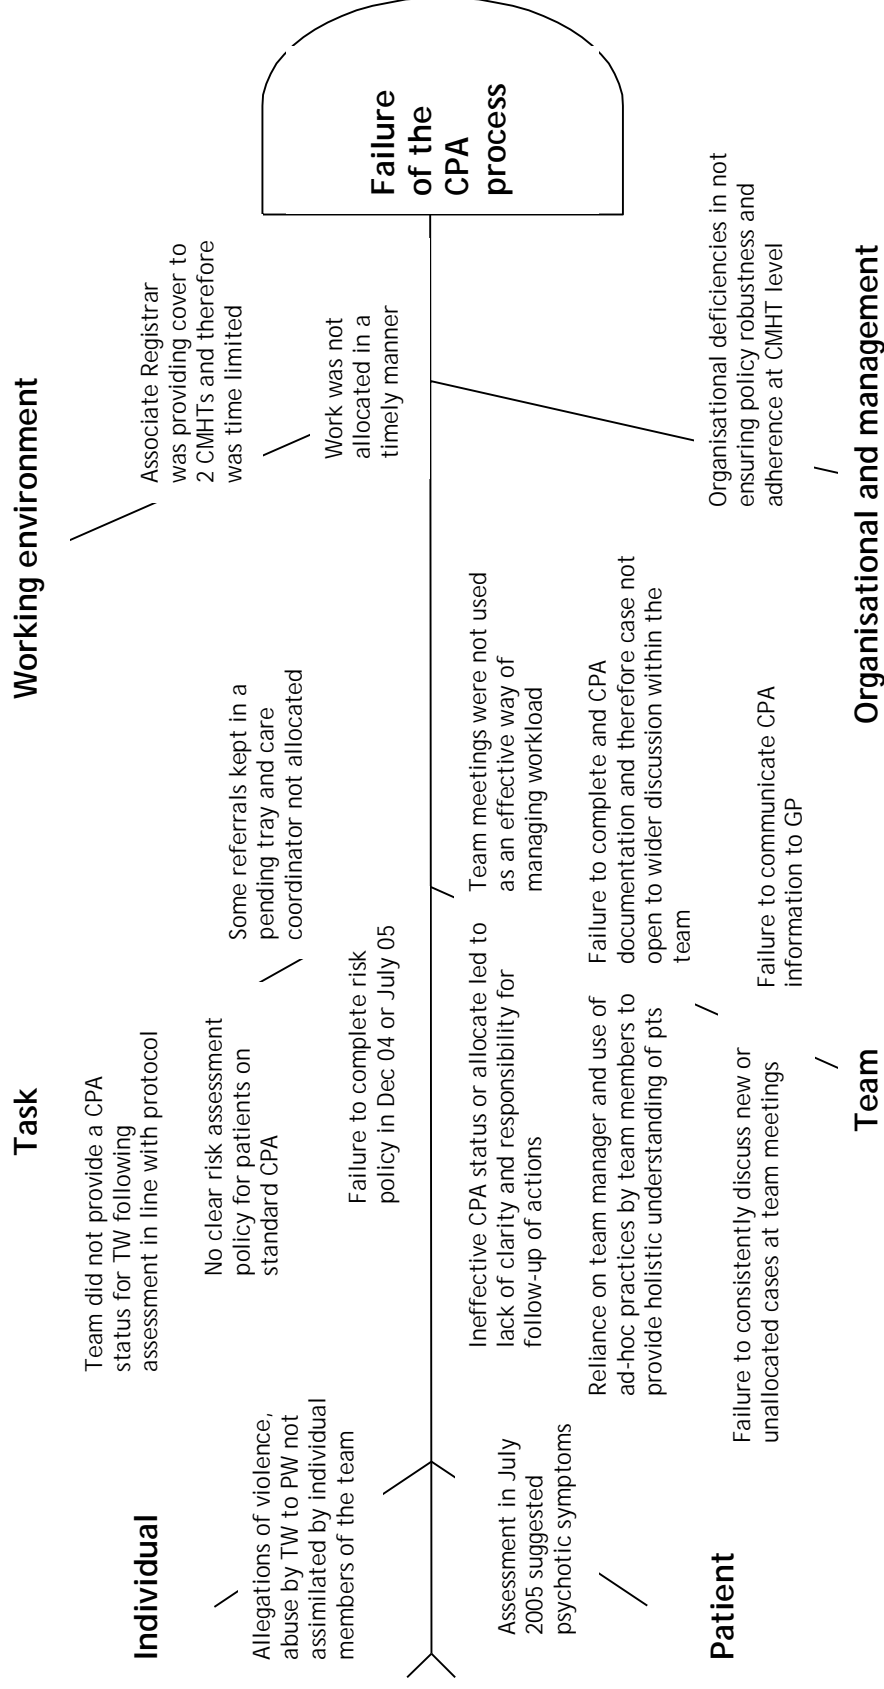 Individual
Task
Working environment
Allegations of violence,
abuse by TW to PW not
assimilated by individual
members of the team
Team did not provide a CPA
status for TW following
assessment in line with protocol
No clear risk assessment
policy for patients on
standard CPA
Failure to complete risk
policy in Dec 04 or July 05
Some referrals kept in a
pending tray and care
coordinator not allocated
Associate Registrar
was providing cover to
2 CMHTs and therefore
was time limited
Work was not
allocated in a
timely manner
Failure
of the
CPA
process
Assessment in July
2005 suggested
psychotic symptoms
Ineffective CPA status or allocate led to
lack of clarity and responsibility for
follow-up of actions
Reliance on team manager and use of
ad-hoc practices by team members to
provide holistic understanding of pts
Failure to consistently discuss new or
unallocated cases at team meetings
Team meetings were not used
as an effective way of
managing workload
Failure to complete and CPA
documentation and therefore case not
open to wider discussion within the
team
Failure to communicate CPA
information to GP
Organisational deficiencies in not
ensuring policy robustness and
adherence at CMHT level
Patient
Team
Organisational and management